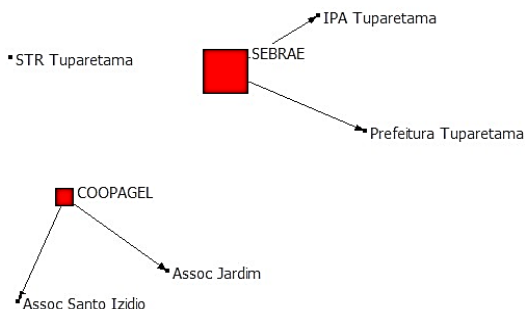 IPA Tuparetama
SEBRAE
STR Tuparetama
Prefeitura Tuparetama
COOPAGEL
Assoc Jardim
Assoc Santo Izidio